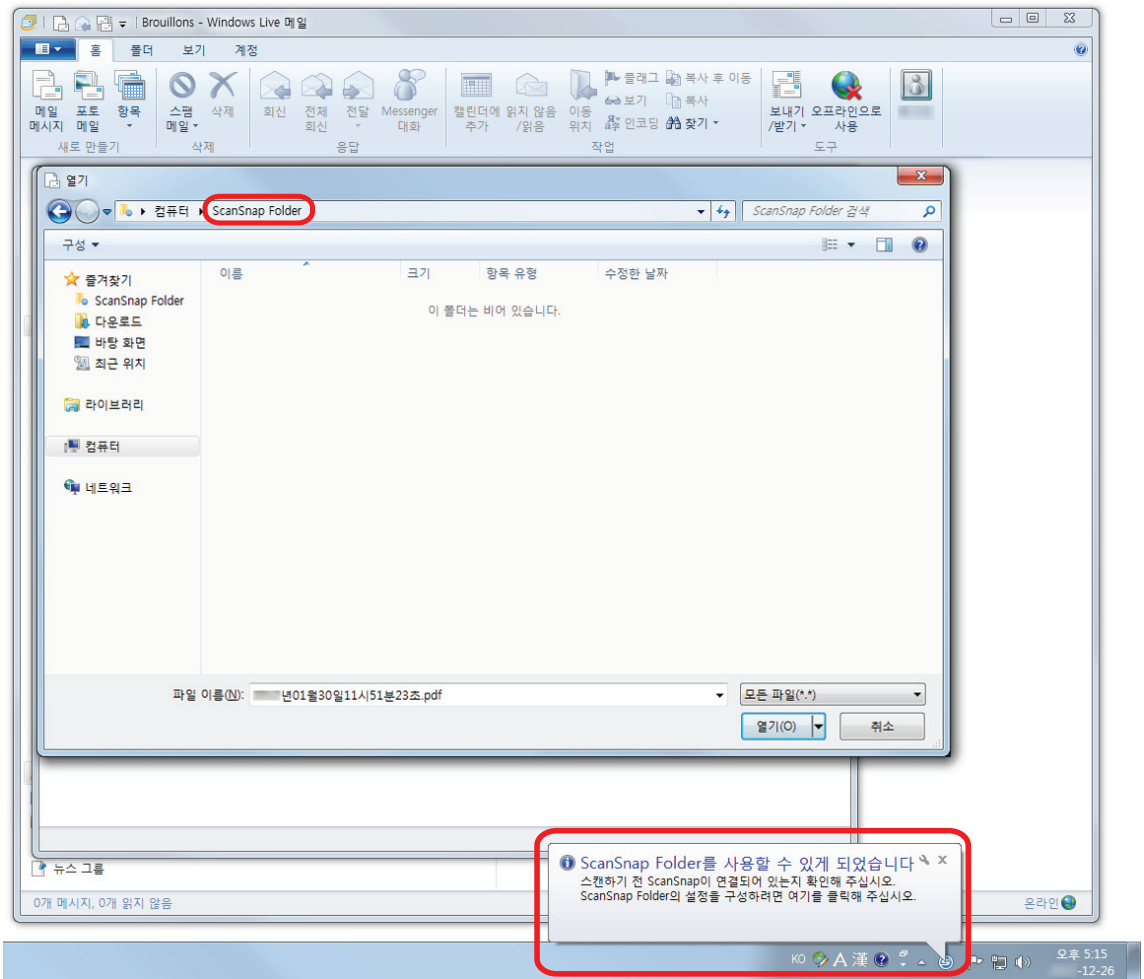 Brouillons - Windows Live 메일
홈 폴더 보기 계정
메일 메시지
포토 메일
항목
스팸 메일
삭제
회신
전체 회신
전달
Messenger 대화
캘린더에 추가
읽지 않음 /읽음
이동 위치
플래그
보기
인코딩
복사 후 이동
복사
찾기
보내기 /받기
오프라인으로 사용
새로 만들기 삭제 응답 작업 도구
열기
컴퓨터 ScanSnap Folder
ScanSnap Folder 검색
구성
이름 크기 항목 유형 수정한 날짜
이 폴더는 비어 있습니다.
즐겨찾기
ScanSnap Folder
다운로드
바탕 화면
최근 위치
라이브러리
컴퓨터
네트워크
파일 이름(N): 년01월30일11시51분23초.pdf
모든 파일(*.*)
열기(O) 취소
뉴스 그룹
ScanSnap Folder를 사용할 수 있게 되었습니다
스캔하기 전 ScanSnap이 연결되어 있는지 확인해 주십시오.
ScanSnap Folder의 설정을 구성하려면 여기를 클릭해 주십시오.
0개 메시지, 0개 읽지 않음
온라인
KO A 漢
오후 5:15
-12-26